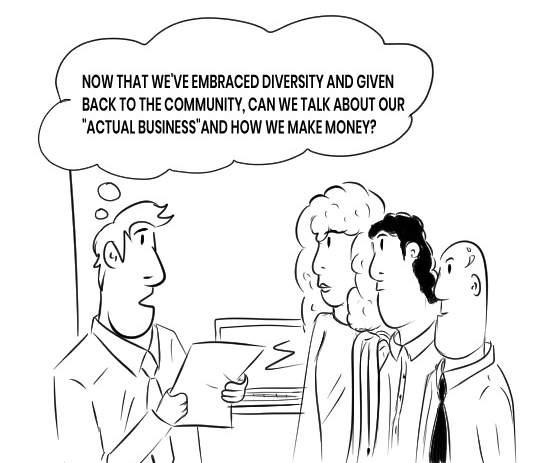 NOW THAT WE'VE EMBRACED DIVERSITY AND GIVEN
BACK TO THE COMMUNITY, CAN WE TALK ABOUT OUR
"ACTUAL BUSINESS"AND HOW WE MAKE MONEY?